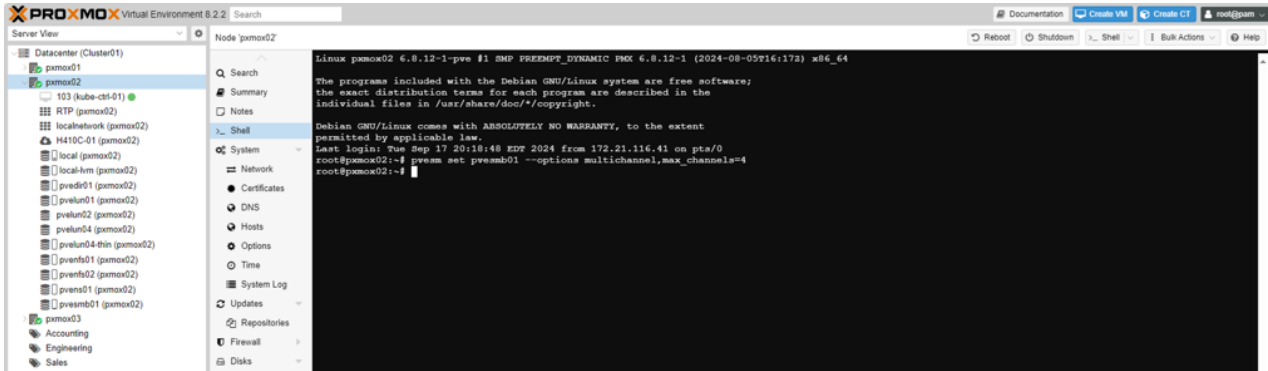 PROXMOX Virtual Environment 8.2.2 Search
Documentation Create VM Create CT root@pam
Server View
Node 'pxmox02'
Reboot Shutdown Shell Bulk Actions Help
Datacenter (Cluster01)
pxmox01
pxmox02
103 (kube-ctrl-01)
RTP (pxmox02)
localnetwork (pxmox02)
H410C-01 (pxmox02)
local (pxmox02)
local-lvm (pxmox02)
pvedir01 (pxmox02)
pvelun01 (pxmox02)
pvelun02 (pxmox02)
pvelun04 (pxmox02)
pvelun04-thin (pxmox02)
pvenfs01 (pxmox02)
pvenfs02 (pxmox02)
pvens01 (pxmox02)
pvesmb01 (pxmox02)
pxmox03
Accounting
Engineering
Sales
Search
Summary
Notes
Shell
System
Network
Certificates
DNS
Hosts
Options
Time
System Log
Updates
Repositories
Firewall
Disks
Linux pxmox02 6.8.12-1-pve #1 SMP PREEMPT_DYNAMIC PMX 6.8.12-1 (2024-08-05T16:17Z) x86_64
The programs included with the Debian GNU/Linux system are free software;
the exact distribution terms for each program are described in the
individual files in /usr/share/doc/*/copyright.
Debian GNU/Linux comes with ABSOLUTELY NO WARRANTY, to the extent
permitted by applicable law.
Last login: Tue Sep 17 20:18:48 EDT 2024 from 172.21.116.41 on pts/0
root@pxmox02:~# pvesm set pvesmb01 --options multichannel,max_channels=4
root@pxmox02:~#